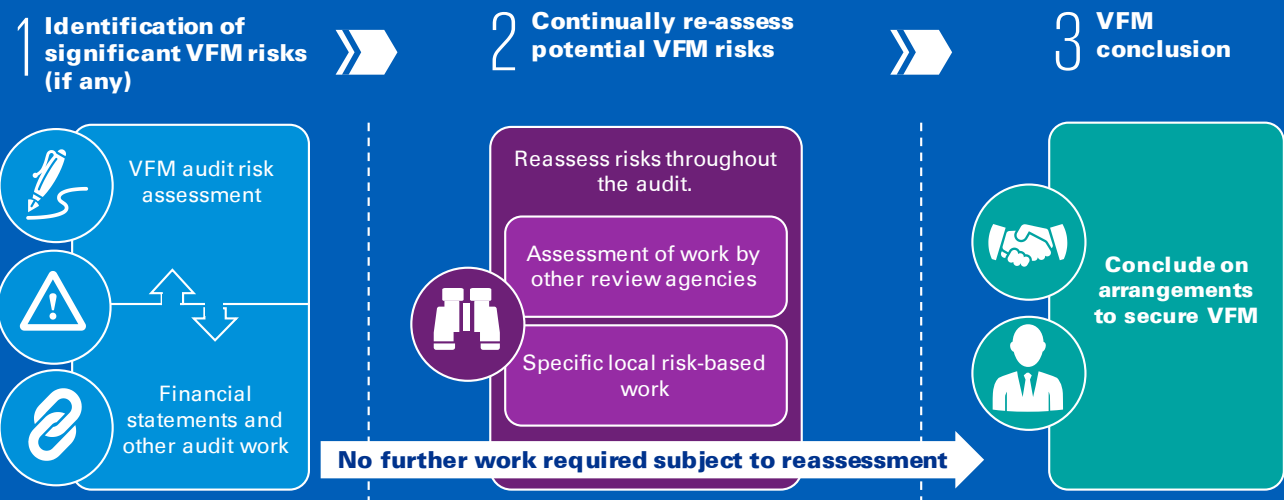 1 Identification of
significant VFM risks
(if any)
2 Continually re-assess
potential VFM risks
3 VFM
conclusion
VFM audit risk
assessment
Financial
statements and
other audit work
Reassess risks throughout
the audit.
Assessment of work by
other review agencies
Specific local risk-based
work
Conclude on
arrangements
to secure VFM
No further work required subject to reassessment